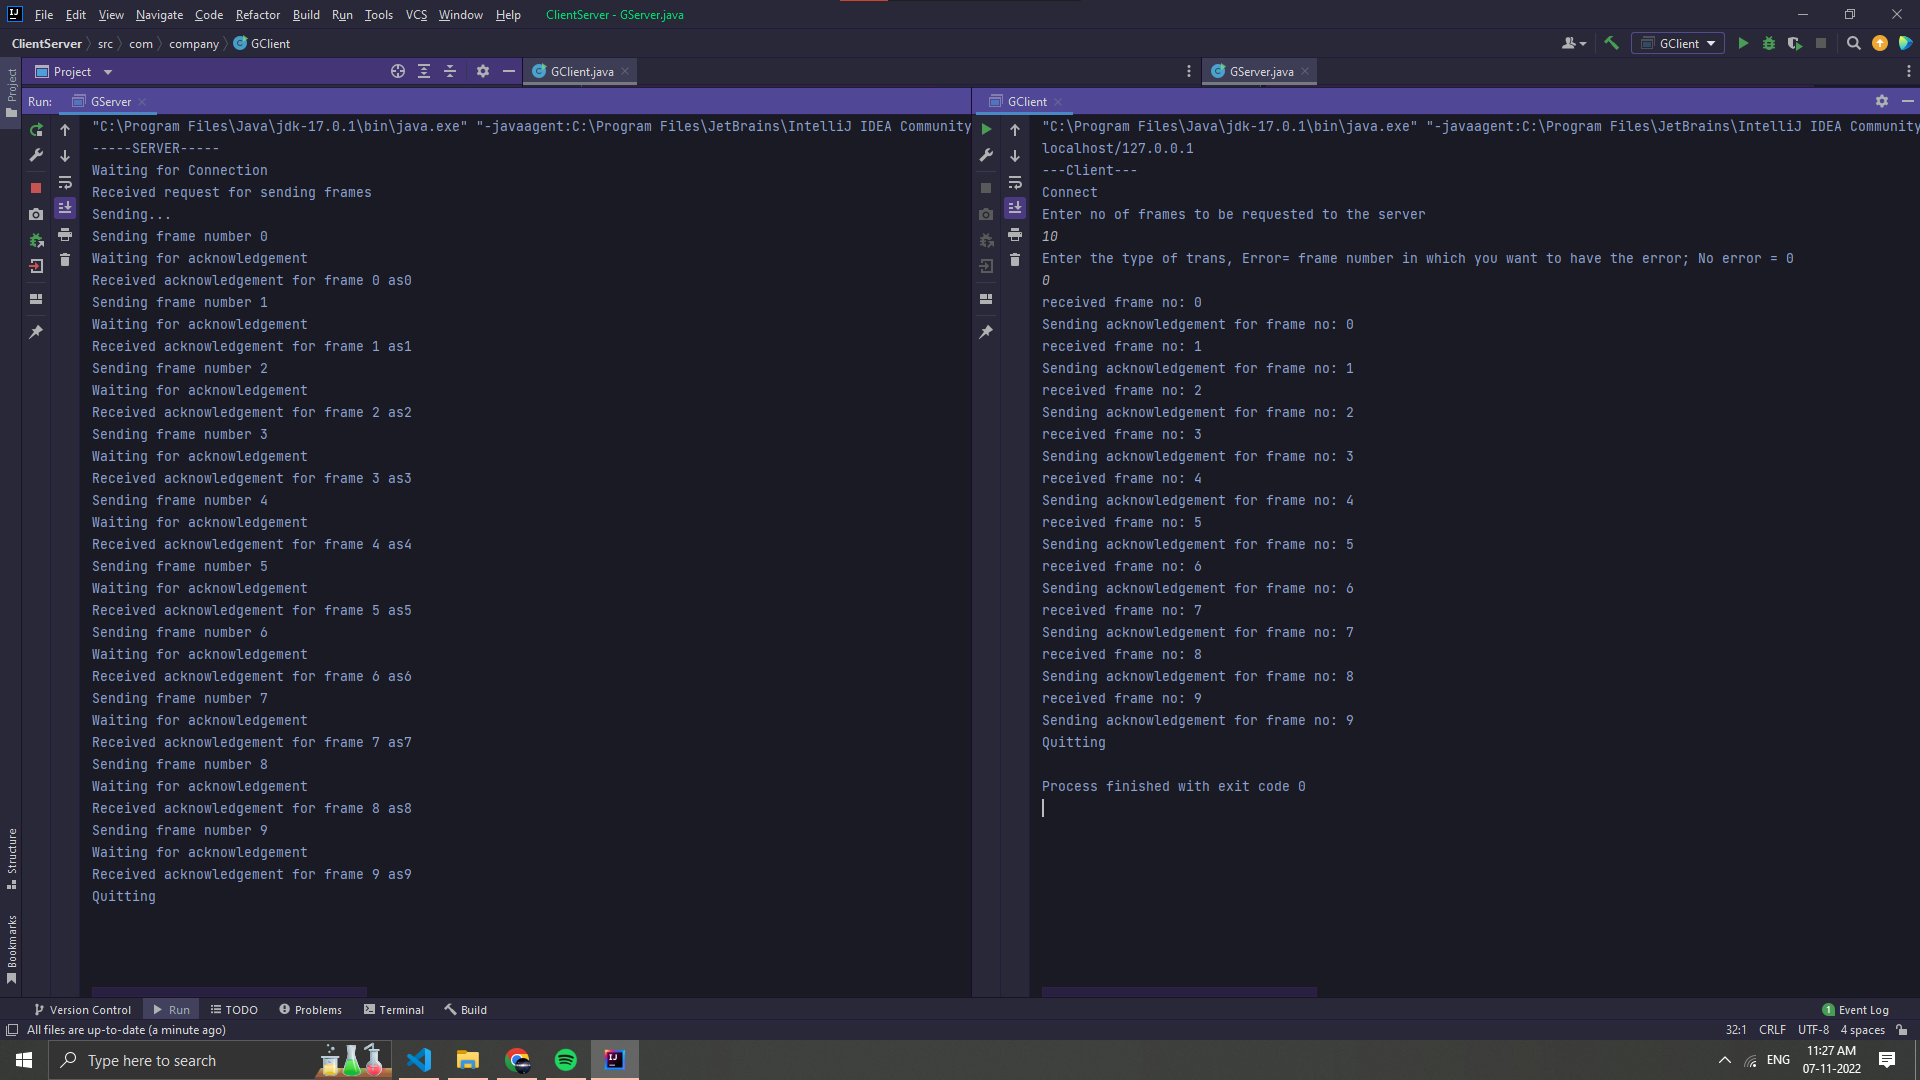 File Edit View Navigate Code Refactor Build Run Tools VCS Window Help ClientServer - GServer.java
ClientServer src com company GClient GClient
Project GClient.java GServer.java
Project
Run: GServer GClient
"C:\Program Files\Java\jdk-17.0.1\bin\java.exe" "-javaagent:C:\Program Files\JetBrains\IntelliJ IDEA Community
-----SERVER-----
Waiting for Connection
Received request for sending frames
Sending...
Sending frame number 0
Waiting for acknowledgement
Received acknowledgement for frame 0 as0
Sending frame number 1
Waiting for acknowledgement
Received acknowledgement for frame 1 as1
Sending frame number 2
Waiting for acknowledgement
Received acknowledgement for frame 2 as2
Sending frame number 3
Waiting for acknowledgement
Received acknowledgement for frame 3 as3
Sending frame number 4
Waiting for acknowledgement
Received acknowledgement for frame 4 as4
Sending frame number 5
Waiting for acknowledgement
Received acknowledgement for frame 5 as5
Sending frame number 6
Waiting for acknowledgement
Received acknowledgement for frame 6 as6
Sending frame number 7
Waiting for acknowledgement
Received acknowledgement for frame 7 as7
Sending frame number 8
Waiting for acknowledgement
Received acknowledgement for frame 8 as8
Sending frame number 9
Waiting for acknowledgement
Received acknowledgement for frame 9 as9
Quitting
"C:\Program Files\Java\jdk-17.0.1\bin\java.exe" "-javaagent:C:\Program Files\JetBrains\IntelliJ IDEA Community
localhost/127.0.0.1
---Client---
Connect
Enter no of frames to be requested to the server
10
Enter the type of trans, Error= frame number in which you want to have the error; No error = 0
0
received frame no: 0
Sending acknowledgement for frame no: 0
received frame no: 1
Sending acknowledgement for frame no: 1
received frame no: 2
Sending acknowledgement for frame no: 2
received frame no: 3
Sending acknowledgement for frame no: 3
received frame no: 4
Sending acknowledgement for frame no: 4
received frame no: 5
Sending acknowledgement for frame no: 5
received frame no: 6
Sending acknowledgement for frame no: 6
received frame no: 7
Sending acknowledgement for frame no: 7
received frame no: 8
Sending acknowledgement for frame no: 8
received frame no: 9
Sending acknowledgement for frame no: 9
Quitting
Process finished with exit code 0
Structure
Bookmarks
Version Control Run TODO Problems Terminal Build 1 Event Log
All files are up-to-date (a minute ago) 32:1 CRLF UTF-8 4 spaces
Type here to search ENG 11:27 AM
07-11-2022